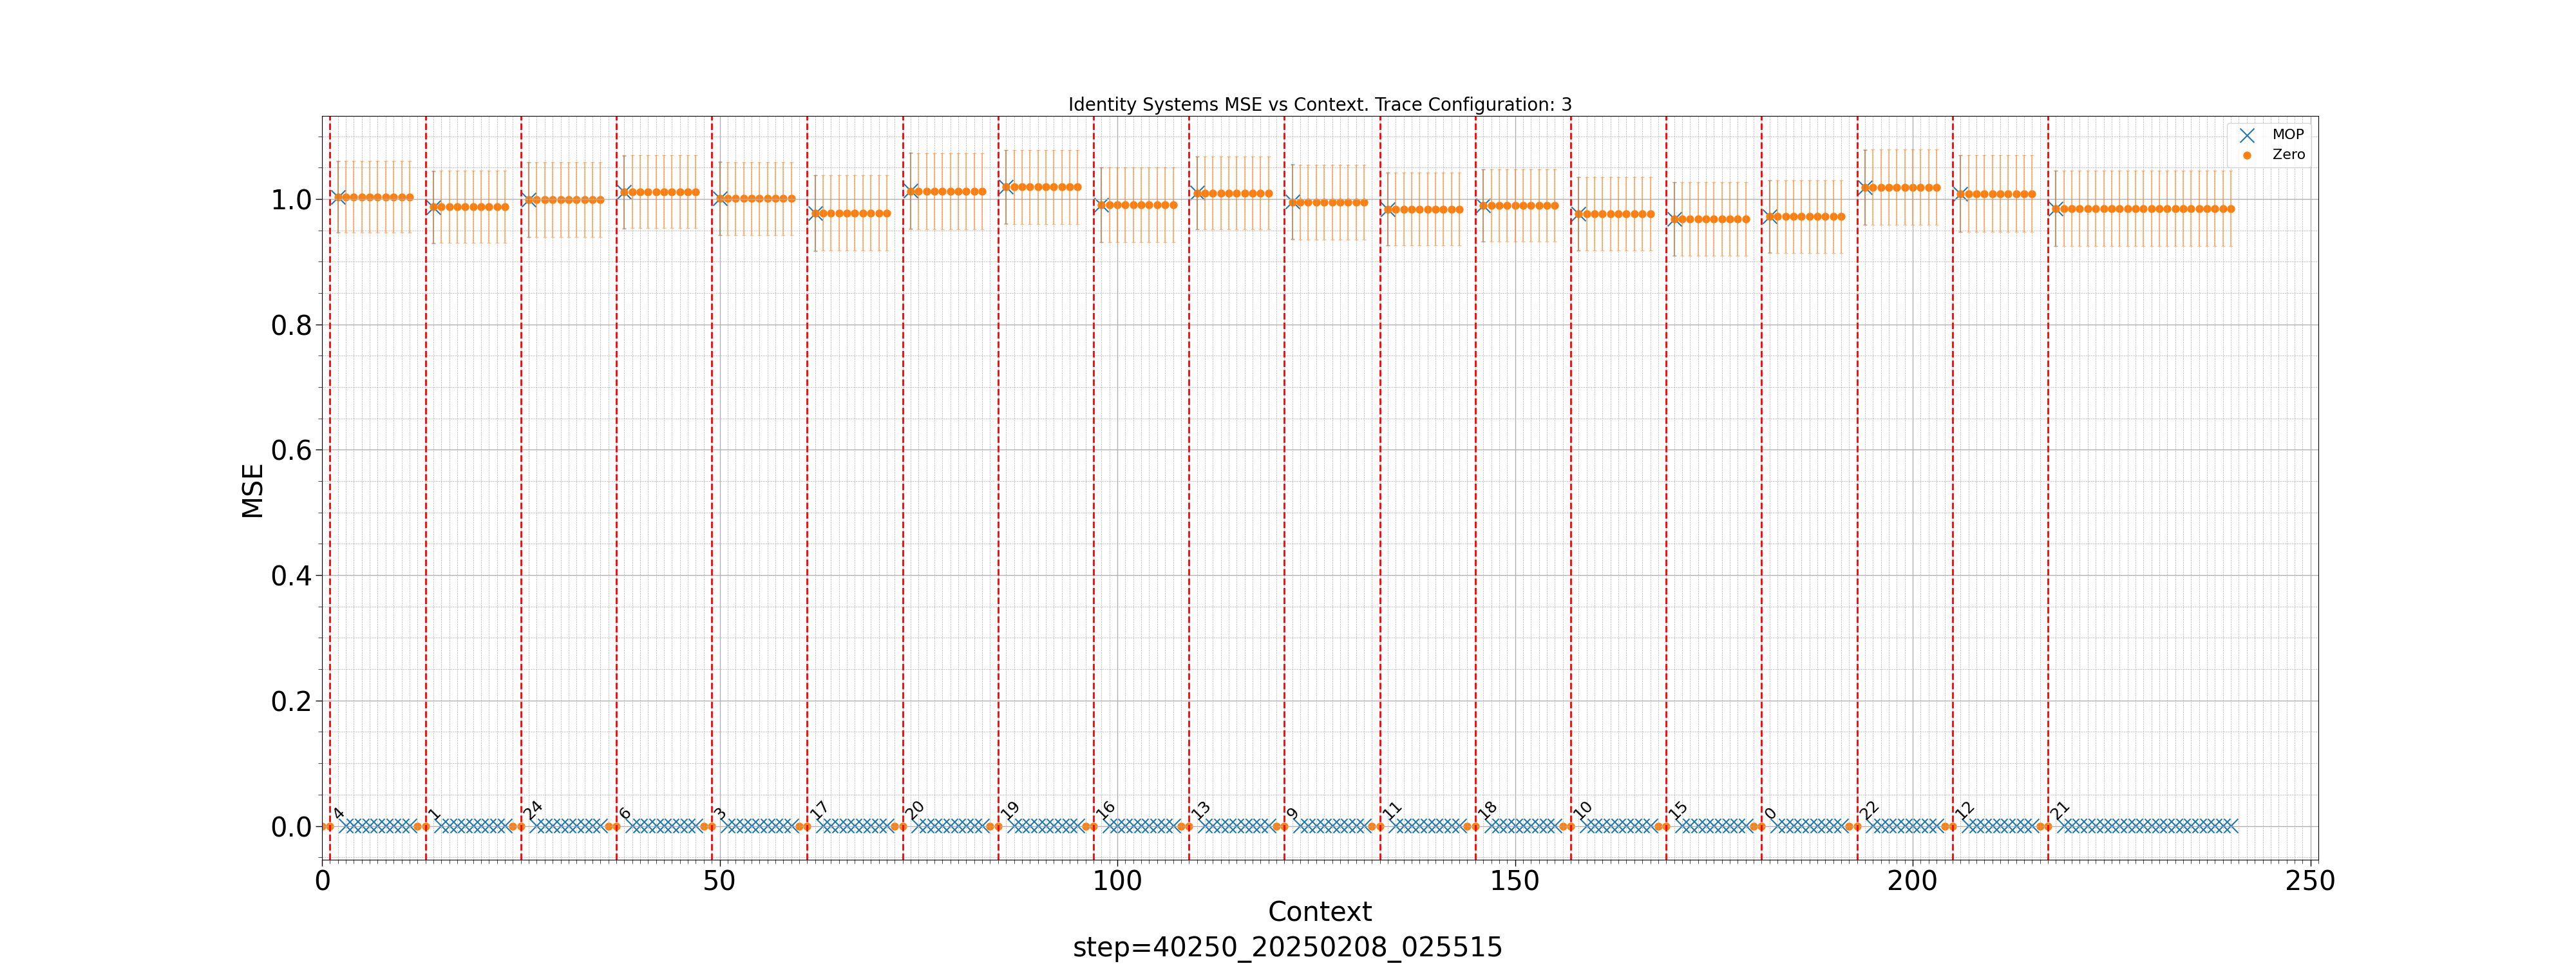 Identity Systems MSE vs Context. Trace Configuration: 3
MOP
Zero
1.0
0.8
0.6
0.4
0.2
0.0
MSE
4 1 24 6 3 17 20 19 16 13 9 11 18 10 15 0 22 12 21
0 50 100 150 200 250
Context
step=40250_20250208_025515